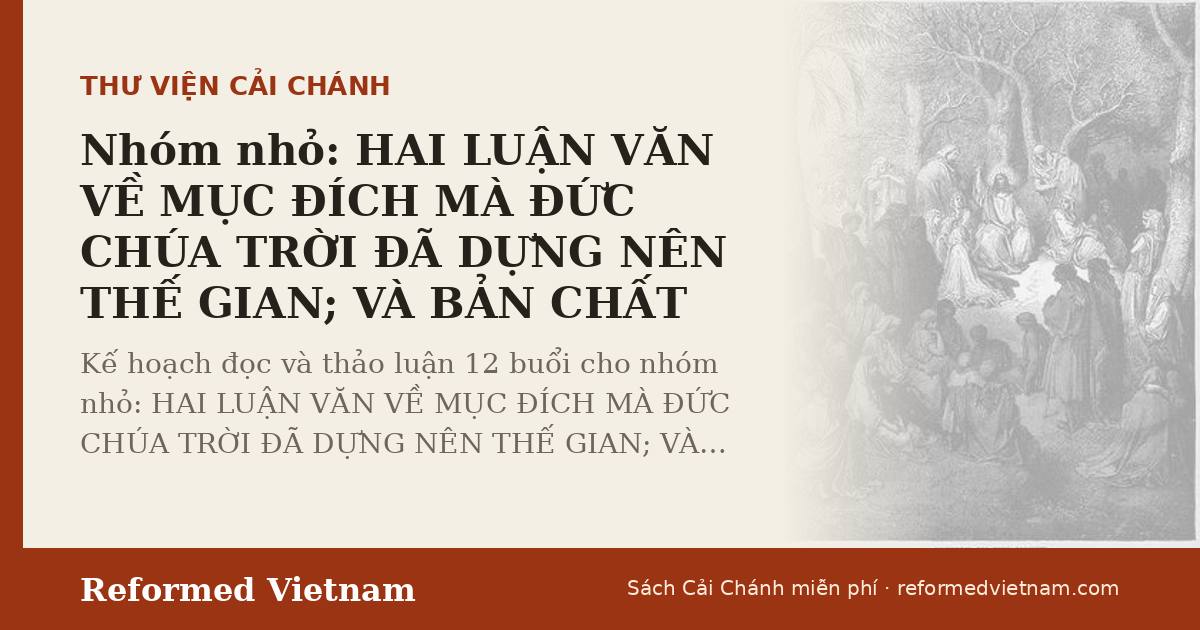 THƯ VIỆN CẢI CHÁNH
Nhóm nhỏ: HAI LUẬN VĂN
VỀ MỤC ĐÍCH MÀ ĐỨC
CHÚA TRỜI ĐÃ DỰNG NÊN
THẾ GIAN; VÀ BẢN CHẤT
Kế hoạch đọc và thảo luận 12 buổi cho nhóm
nhỏ: HAI LUẬN VĂN VỀ MỤC ĐÍCH MÀ ĐỨC
CHÚA TRỜI ĐÃ DỰNG NÊN THẾ GIAN; VÀ...
Reformed Vietnam
Sách Cải Chánh miễn phí · reformedvietnam.com